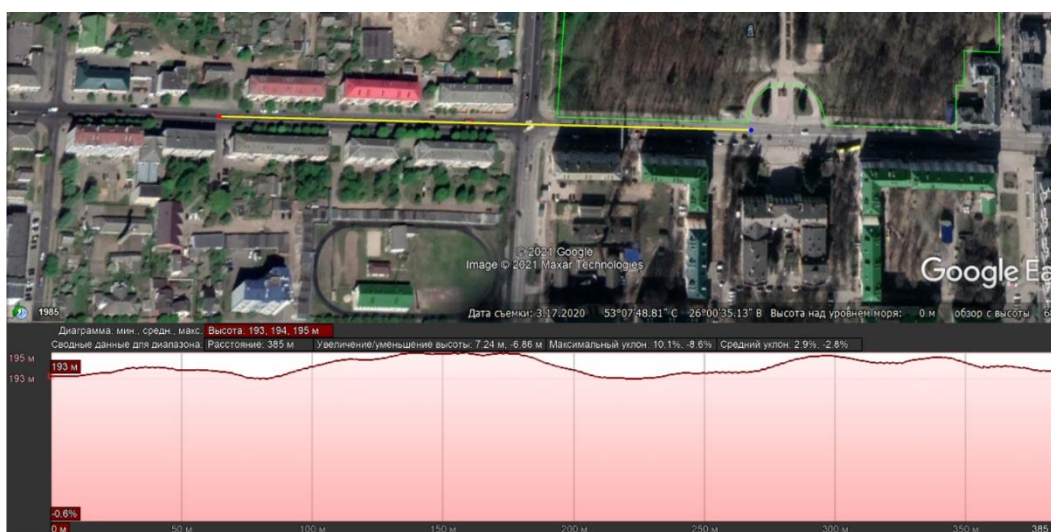 © 2021 Google
Image © 2021 Maxar Technologies
Google Ea
1985
Дата съемки: 3.17.2020 53°07'48.81" С 26°00'35.13" В Высота над уровнем моря: 0 м обзор с высоты
Диаграмма: мин., средн., макс. Высота: 193, 194, 195 м
Сводные данные для диапазона: Расстояние: 385 м Увеличение/уменьшение высоты: 7.24 м, -6.86 м Максимальный уклон: 10.1%, -8.6% Средний уклон: 2.9%, -2.8%
195 м
193 м
193 м
-0.6%
0 м 50 м 100 м 150 м 200 м 250 м 300 м 350 м 385